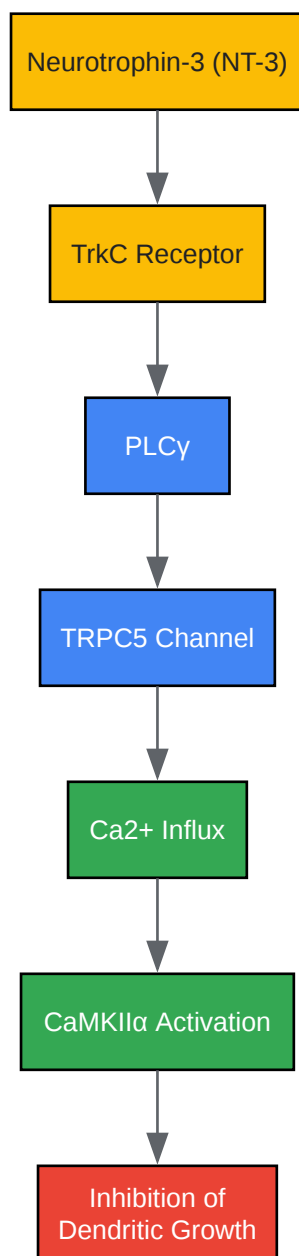 Neurotrophin-3 (NT-3)
TrkC Receptor
PLCγ
TRPC5 Channel
Ca2+ Influx
CaMKIIα Activation
Inhibition of
Dendritic Growth